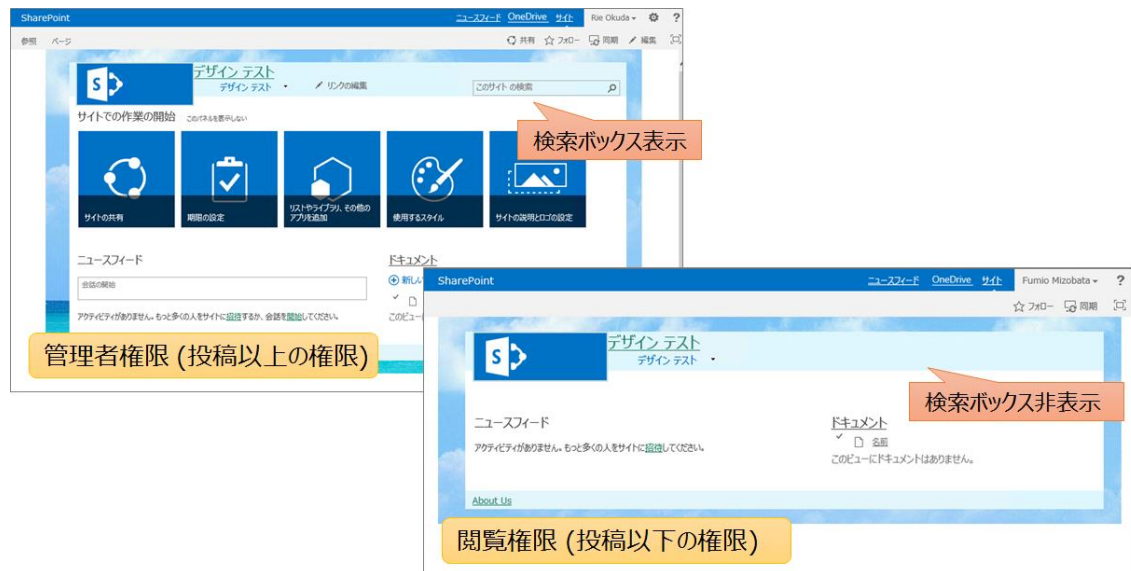 SharePoint
ニュースフィード OneDrive サイト Rie Okuda ?
参照 ページ
共有 フォロー 同期 編集
S
デザイン テスト
デザイン テスト リンクの編集
このサイト の検索
サイトでの作業の開始 このパネルを表示しない
検索ボックス表示
サイトの共有
期限の設定
リストやライブラリ、その他の
アプリを追加
使用するスタイル
サイトの説明とロゴの設定
ニュースフィード
会話の開始
アクティビティがありません。もっと多くの人をサイトに招待するか、会話を開始してください。
ドキュメント
新しい
このビューに
管理者権限 (投稿以上の権限)
SharePoint
ニュースフィード OneDrive サイト Fumio Mizobata ?
フォロー 同期
S
デザイン テスト
デザイン テスト
検索ボックス非表示
ニュースフィード
アクティビティがありません。もっと多くの人をサイトに招待してください。
ドキュメント
名前
このビューにドキュメントはありません。
About Us
閲覧権限 (投稿以下の権限)